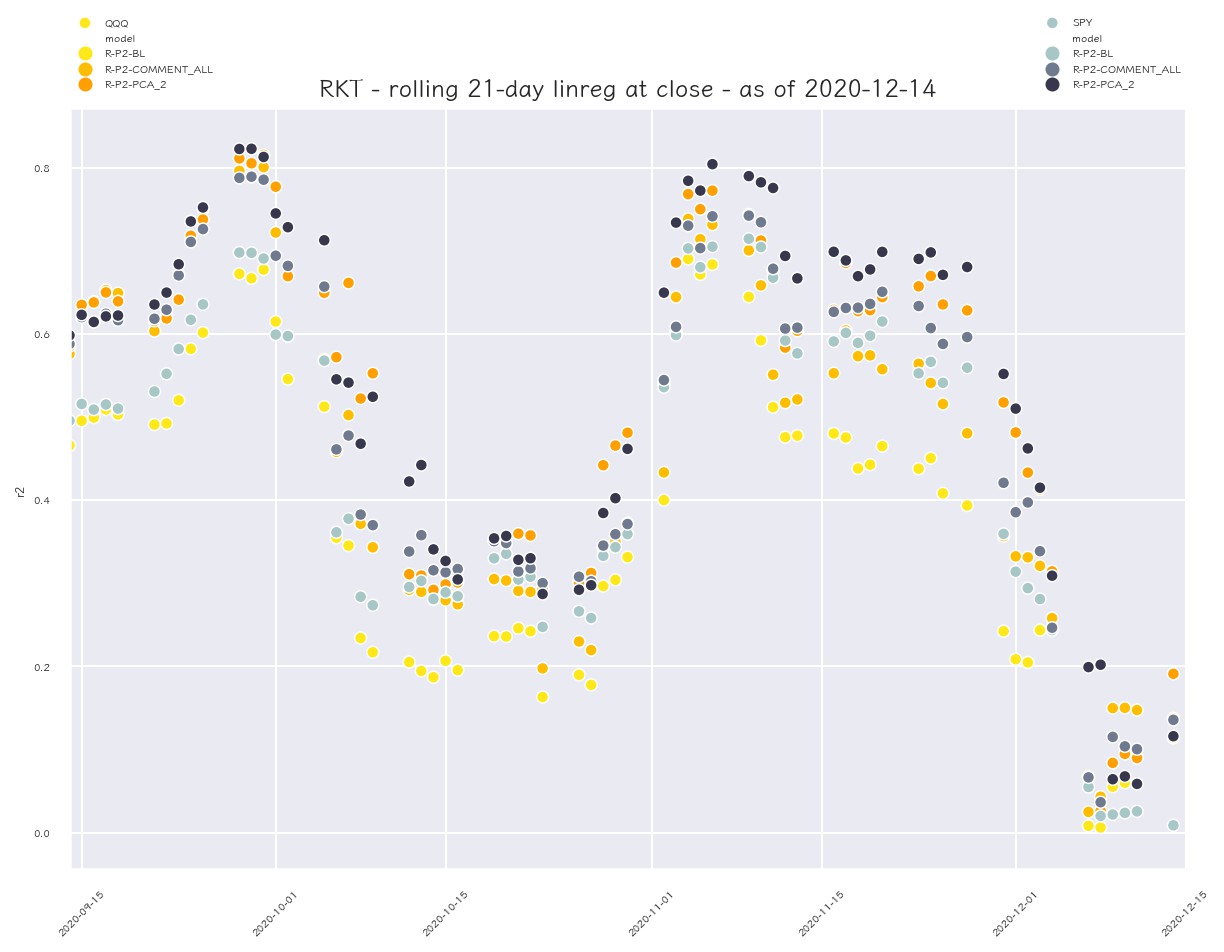 QQQ
model
R-P2-BL
R-P2-COMMENT_ALL
R-P2-PCA_2
SPY
model
R-P2-BL
R-P2-COMMENT_ALL
R-P2-PCA_2
RKT - rolling 21-day linreg at close - as of 2020-12-14
r2
0.8
0.6
0.4
0.2
0.0
2020-09-15
2020-10-01
2020-10-15
2020-11-01
2020-11-15
2020-12-01
2020-12-15